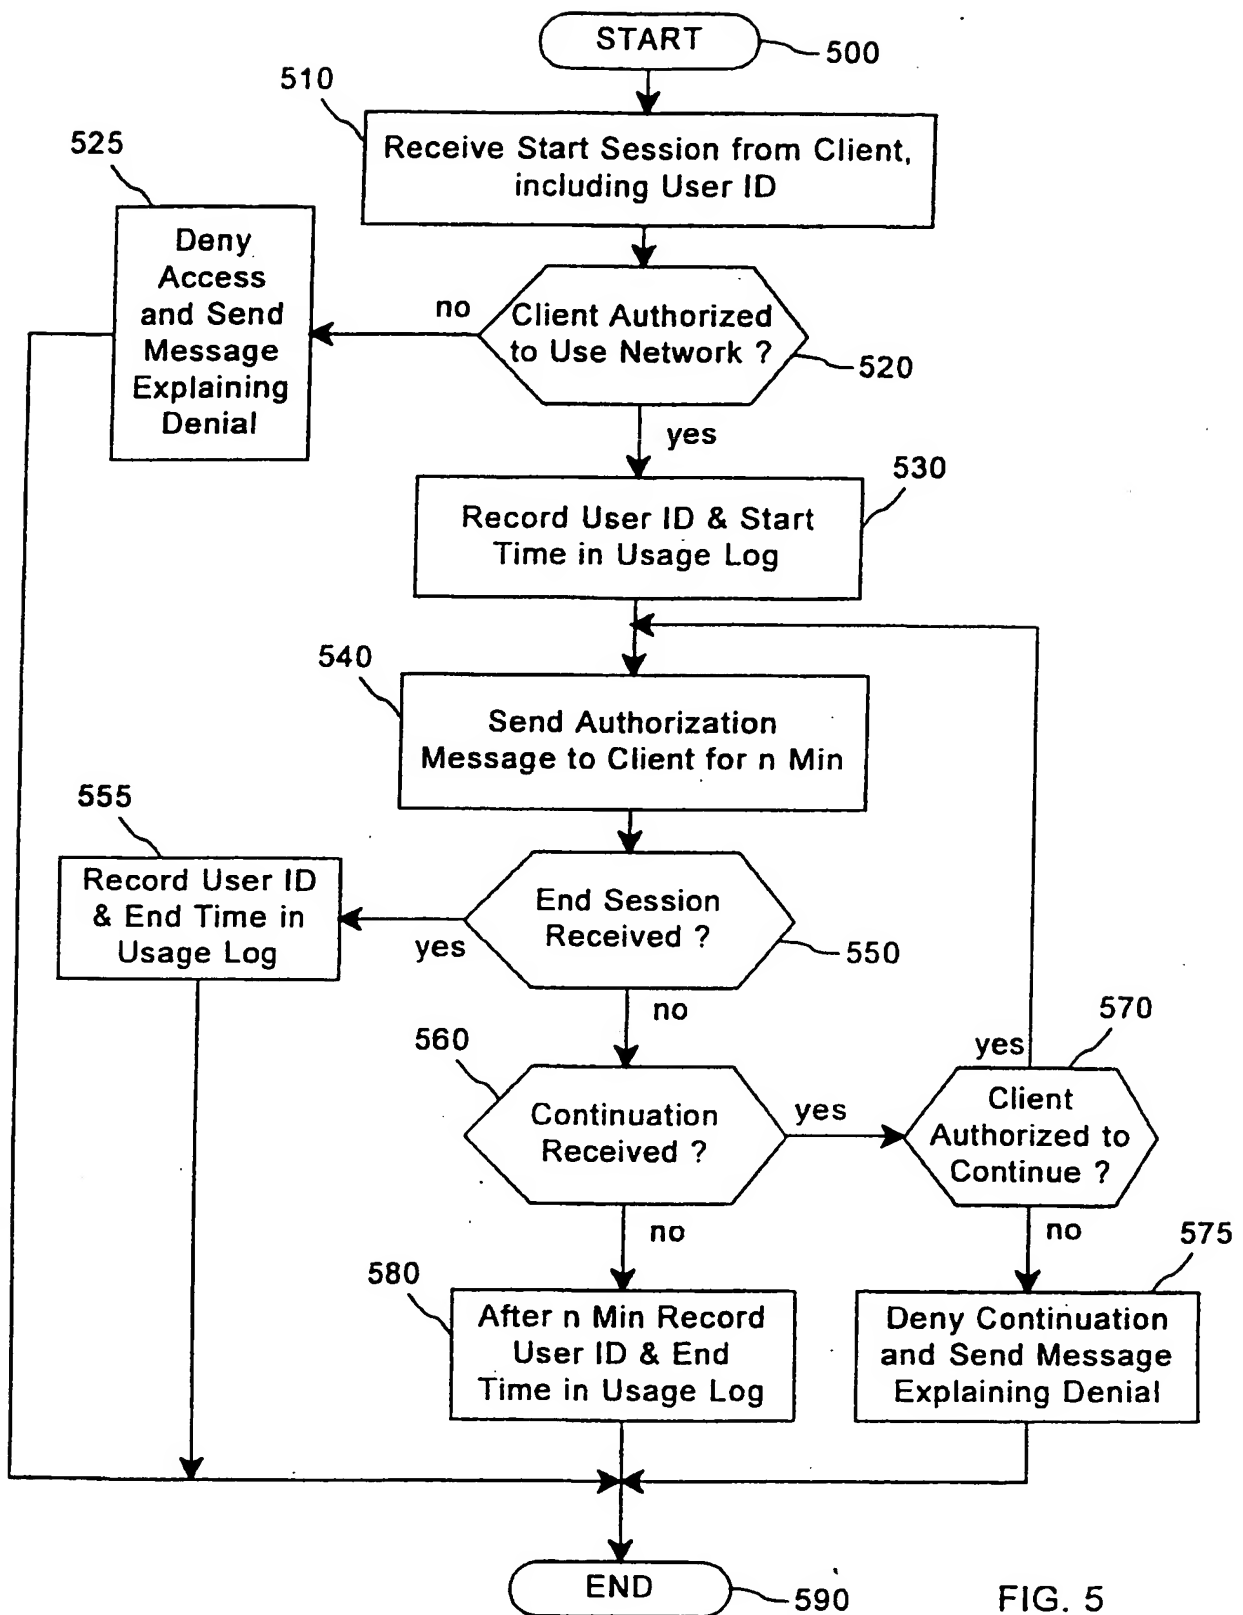 START
500
510
Receive Start Session from Client,
including User ID
525
Deny
Access
and Send
Message
Explaining
Denial
no
Client Authorized
to Use Network ?
520
yes
530
Record User ID & Start
Time in Usage Log
540
Send Authorization
Message to Client for n Min
555
Record User ID
& End Time in
Usage Log
yes
End Session
Received ?
550
no
560
Continuation
Received ?
yes
yes
570
Client
Authorized to
Continue ?
no
no
575
580
After n Min Record
User ID & End
Time in Usage Log
Deny Continuation
and Send Message
Explaining Denial
END
590
FIG. 5